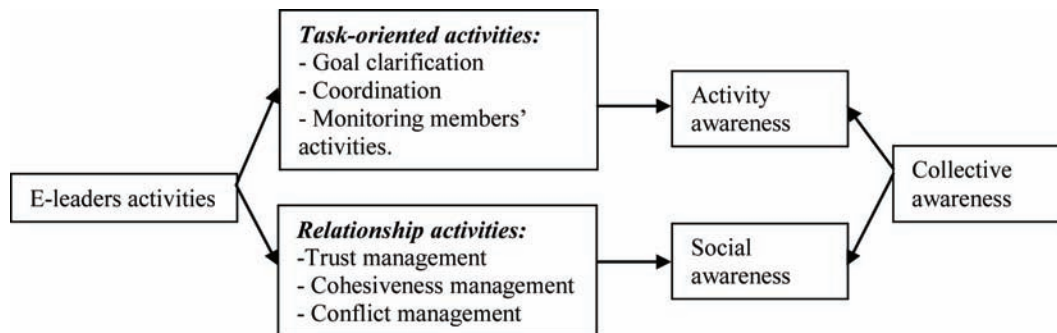 Task-oriented activities:
- Goal clarification
- Coordination
- Monitoring members’
activities.
Activity
awareness
E-leaders activities
Collective
awareness
Relationship activities:
-Trust management
- Cohesiveness management
- Conflict management
Social
awareness